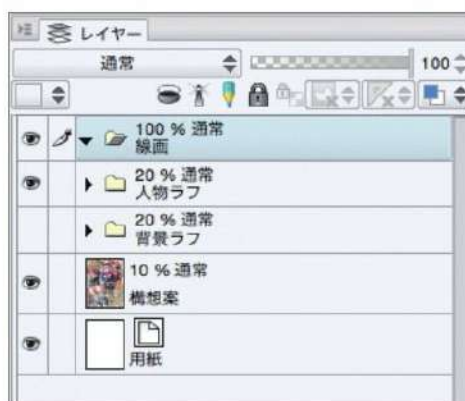 レイヤー
通常 100
100 % 通常
線画
20 % 通常
人物ラフ
20 % 通常
背景ラフ
10 % 通常
構想案
用紙